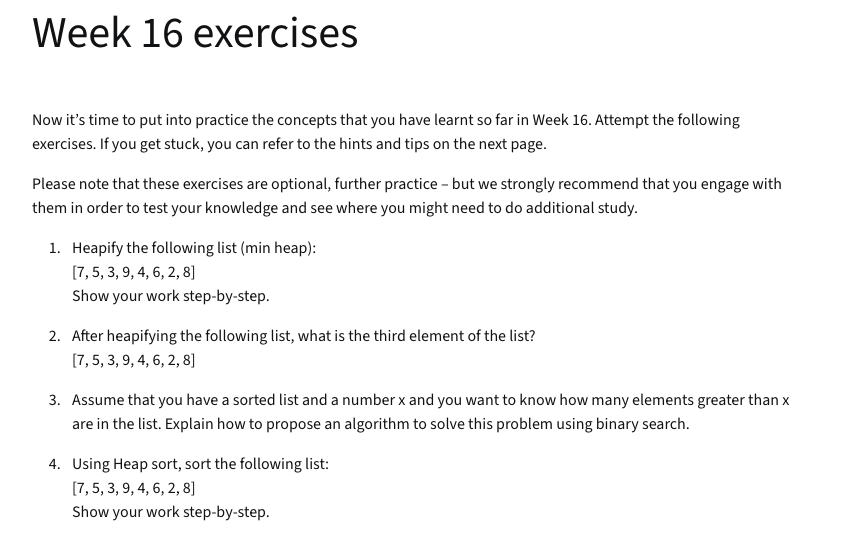 Week 16 exercises
Now it’s time to put into practice the concepts that you have learnt so far in Week 16. Attempt the following
exercises. If you get stuck, you can refer to the hints and tips on the next page.
Please note that these exercises are optional, further practice – but we strongly recommend that you engage with
them in order to test your knowledge and see where you might need to do additional study.
1. Heapify the following list (min heap):
[7, 5, 3, 9, 4, 6, 2, 8]
Show your work step-by-step.
2. After heapifying the following list, what is the third element of the list?
[7, 5, 3, 9, 4, 6, 2, 8]
3. Assume that you have a sorted list and a number x and you want to know how many elements greater than x
are in the list. Explain how to propose an algorithm to solve this problem using binary search.
4. Using Heap sort, sort the following list:
[7, 5, 3, 9, 4, 6, 2, 8]
Show your work step-by-step.